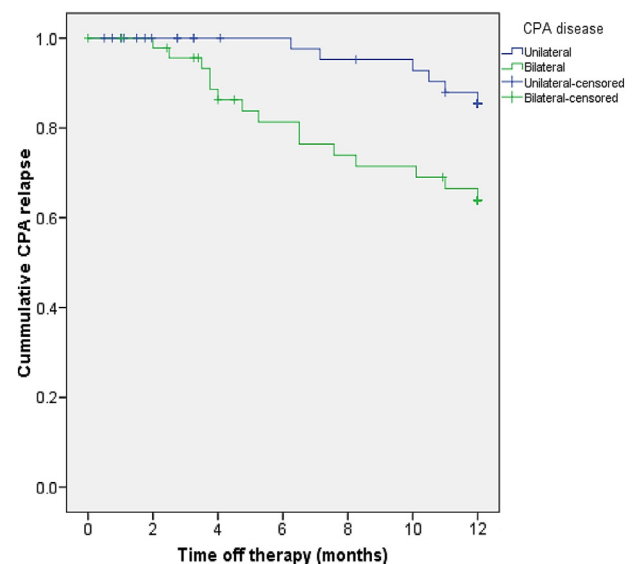 CPA disease
Unilateral
Bilateral
Unilateral-censored
Bilateral-censored
Cummulative CPA relapse
1.0
0.8
0.6
0.4
0.2
0.0
0 2 4 6 8 10 12
Time off therapy (months)